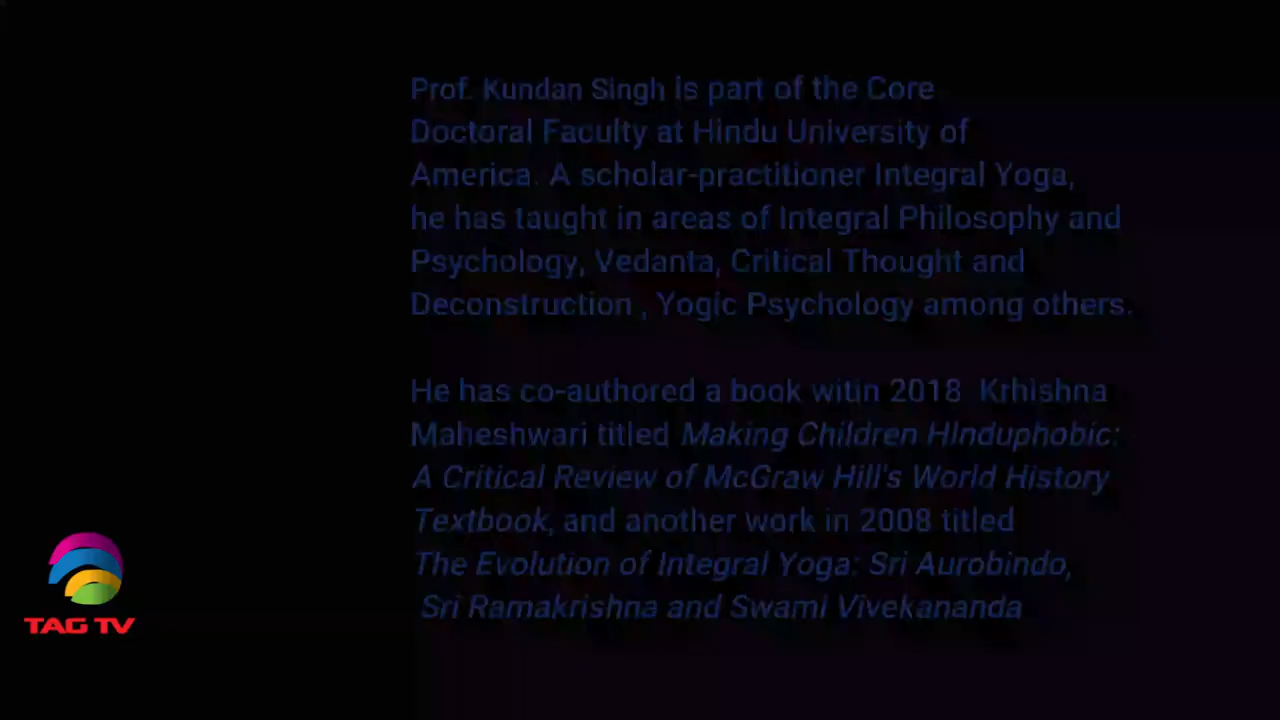 Prof. Kundan Singh is part of the Core
Doctoral Faculty at Hindu University of
America. A scholar-practitioner Integral Yoga,
he has taught in areas of Integral Philosophy and
Psychology, Vedanta, Critical Thought and
Deconstruction , Yogic Psychology among others.
He has co-authored a book witin 2018 Krhishna
Maheshwari titled Making Children HInduphobic:
A Critical Review of McGraw Hill's World History
Textbook, and another work in 2008 titled
The Evolution of Integral Yoga: Sri Aurobindo,
Sri Ramakrishna and Swami Vivekananda
TAG TV